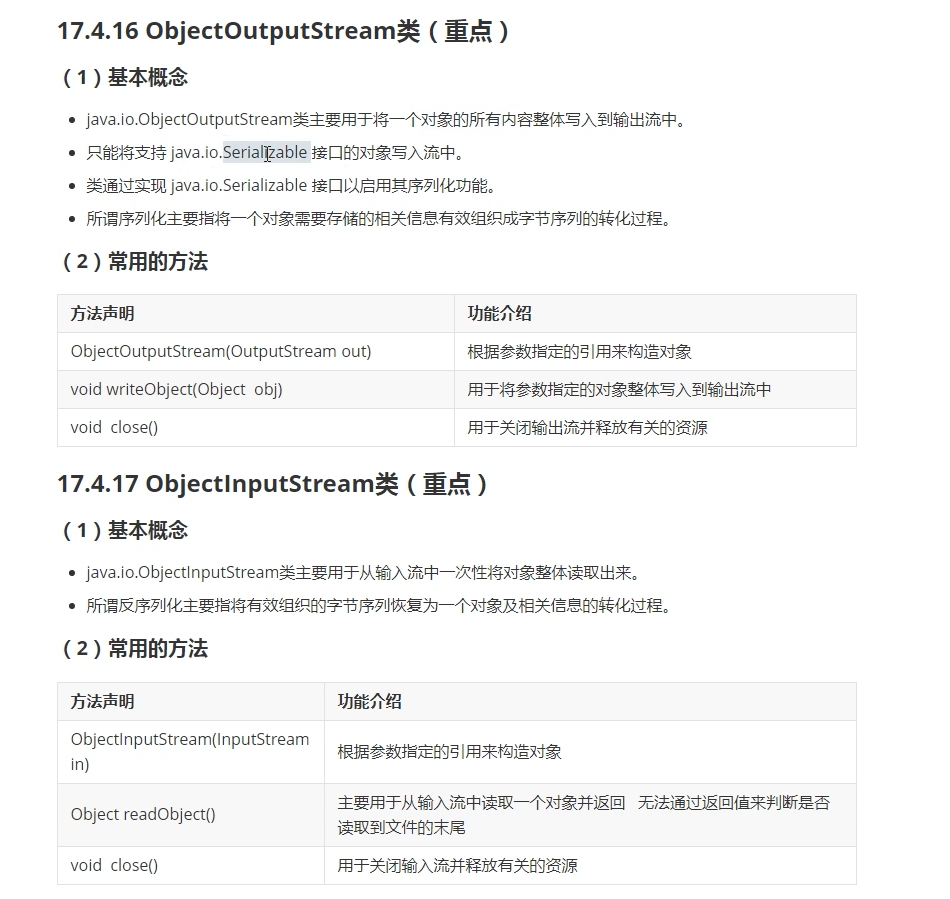 17.4.16 ObjectOutputStream类（重点）
（1）基本概念
java.io.ObjectOutputStream类主要用于将一个对象的所有内容整体写入到输出流中。
只能将支持 java.io.Serializable 接口的对象写入流中。
类通过实现 java.io.Serializable 接口以启用其序列化功能。
所谓序列化主要指将一个对象需要存储的相关信息有效组织成字节序列的转化过程。
（2）常用的方法
方法声明 功能介绍
ObjectOutputStream(OutputStream out) 根据参数指定的引用来构造对象
void writeObject(Object obj) 用于将参数指定的对象整体写入到输出流中
void close() 用于关闭输出流并释放有关的资源
17.4.17 ObjectInputStream类（重点）
（1）基本概念
java.io.ObjectInputStream类主要用于从输入流中一次性将对象整体读取出来。
所谓反序列化主要指将有效组织的字节序列恢复为一个对象及相关信息的转化过程。
（2）常用的方法
方法声明 功能介绍
ObjectInputStream(InputStream
in)
根据参数指定的引用来构造对象
Object readObject()
主要用于从输入流中读取一个对象并返回 无法通过返回值来判断是否
读取到文件的末尾
void close() 用于关闭输入流并释放有关的资源